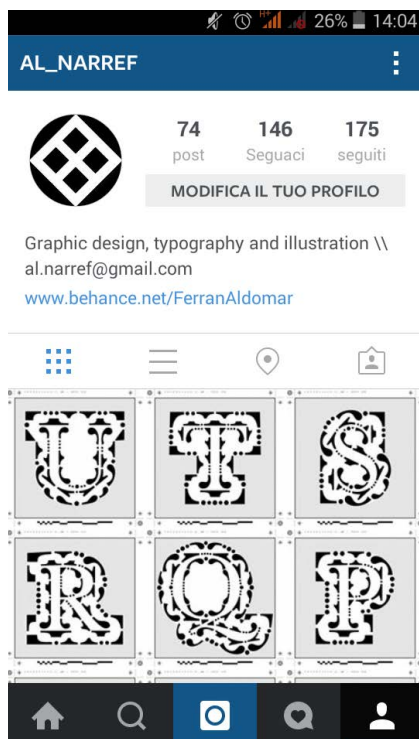 H+ 26% 14:04
AL_NARREF
74 146 175
post Seguaci seguiti
MODIFICA IL TUO PROFILO
Graphic design, typography and illustration \\
al.narref@gmail.com
www.behance.net/FerranAldomar
U T S
R Q P